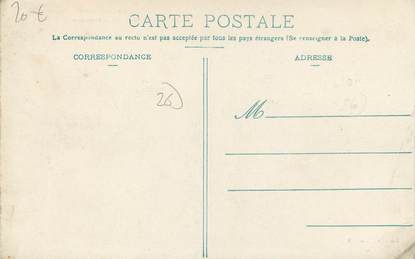 20 €
CARTE POSTALE
La Correspondance au recto n'est pas acceptée par tous les pays étrangers (Se renseigner à la Poste).
CORRESPONDANCE
ADRESSE
26)
M